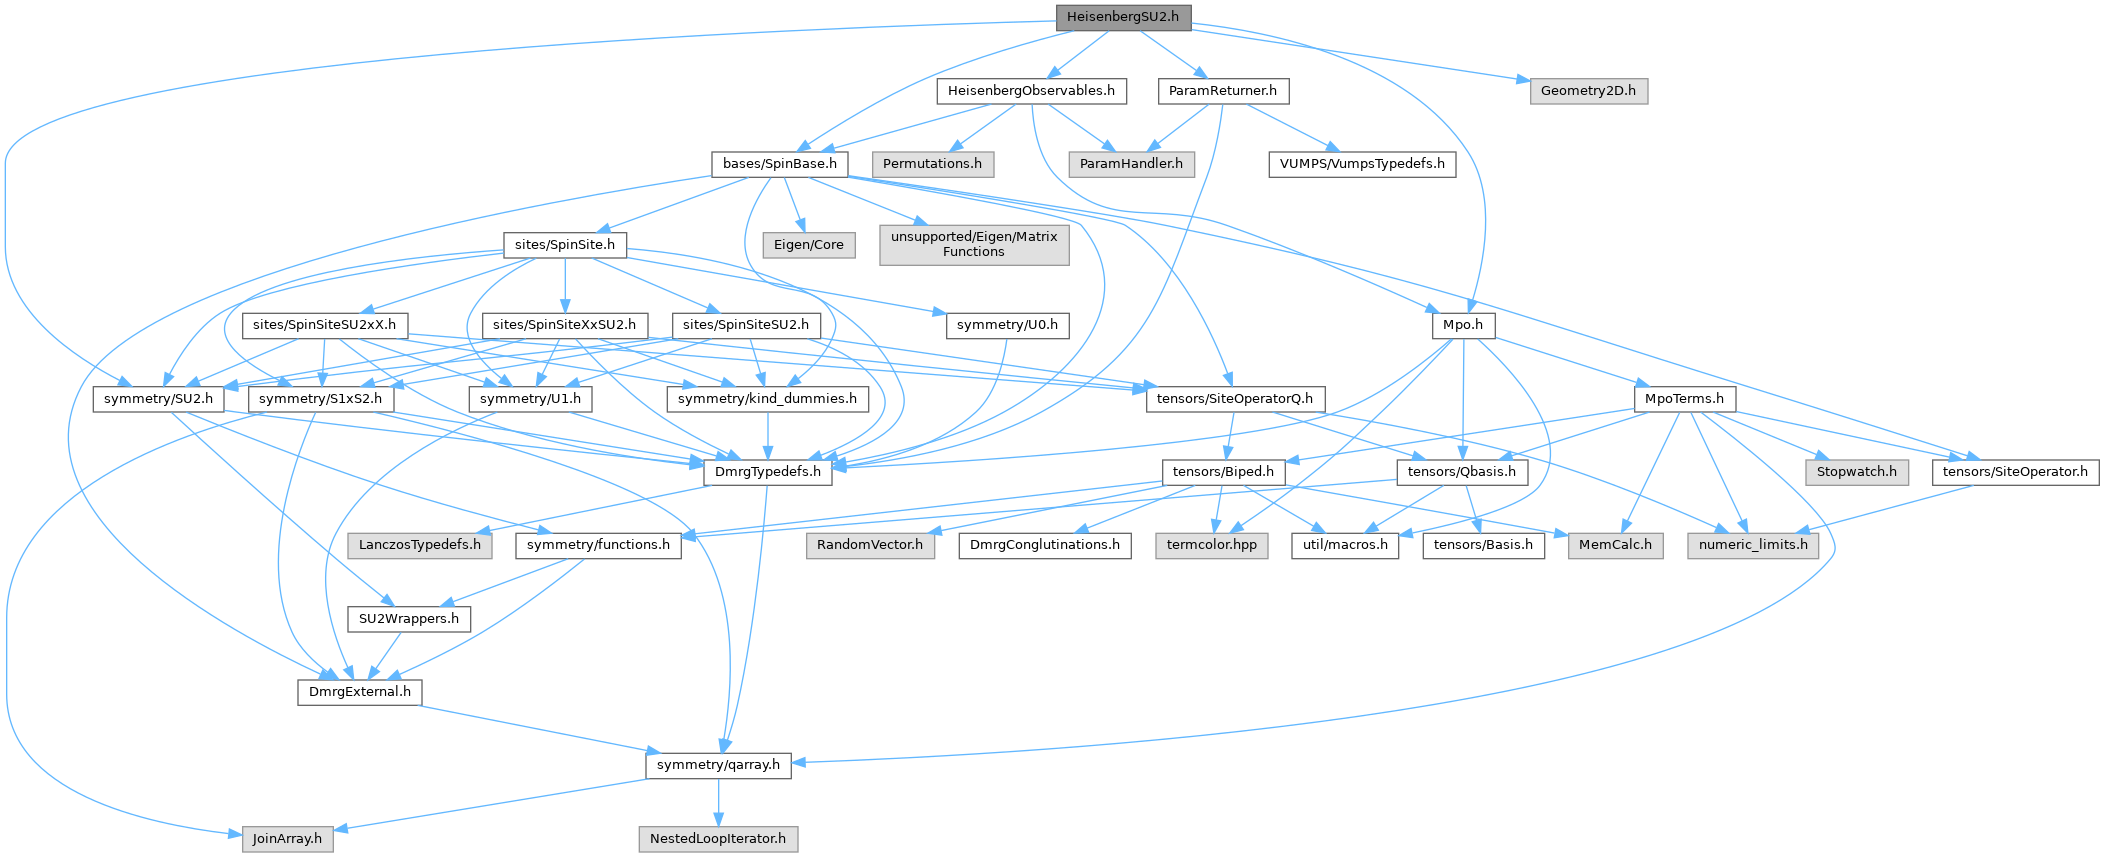 HeisenbergSU2.h
HeisenbergObservables.h
ParamReturner.h
Geometry2D.h
bases/SpinBase.h
Permutations.h
ParamHandler.h
VUMPS/VumpsTypedefs.h
sites/SpinSite.h
Eigen/Core
unsupported/Eigen/Matrix
Functions
sites/SpinSiteSU2xX.h
sites/SpinSiteXxSU2.h
sites/SpinSiteSU2.h
symmetry/U0.h
Mpo.h
symmetry/SU2.h
symmetry/S1xS2.h
symmetry/U1.h
symmetry/kind_dummies.h
tensors/SiteOperatorQ.h
MpoTerms.h
DmrgTypedefs.h
tensors/Biped.h
tensors/Qbasis.h
Stopwatch.h
tensors/SiteOperator.h
LanczosTypedefs.h
symmetry/functions.h
RandomVector.h
DmrgConglutinations.h
termcolor.hpp
util/macros.h
tensors/Basis.h
MemCalc.h
numeric_limits.h
SU2Wrappers.h
DmrgExternal.h
symmetry/qarray.h
JoinArray.h
NestedLoopIterator.h